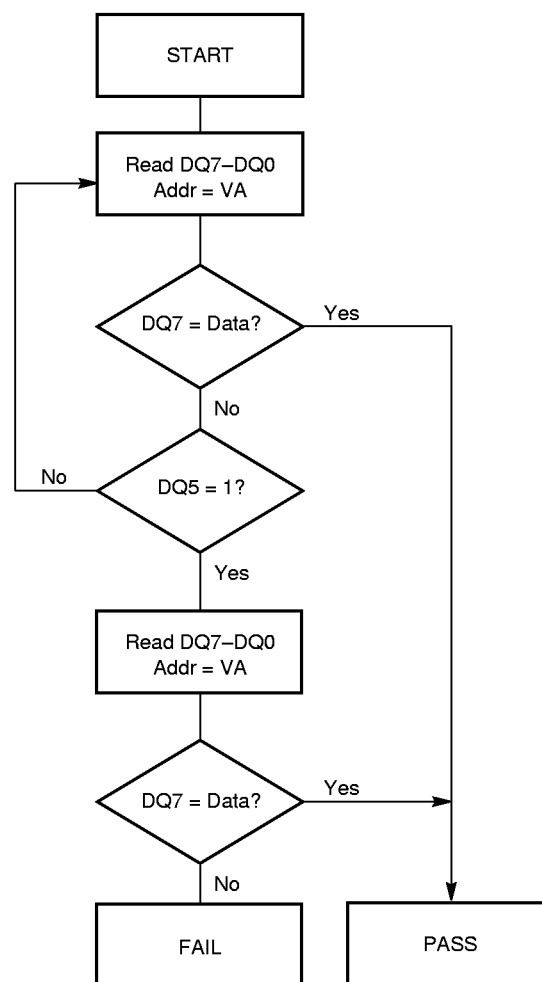 START
Read DQ7–DQ0
Addr = VA
DQ7 = Data?
Yes
No
No
DQ5 = 1?
Yes
Read DQ7–DQ0
Addr = VA
DQ7 = Data?
Yes
No
FAIL
PASS